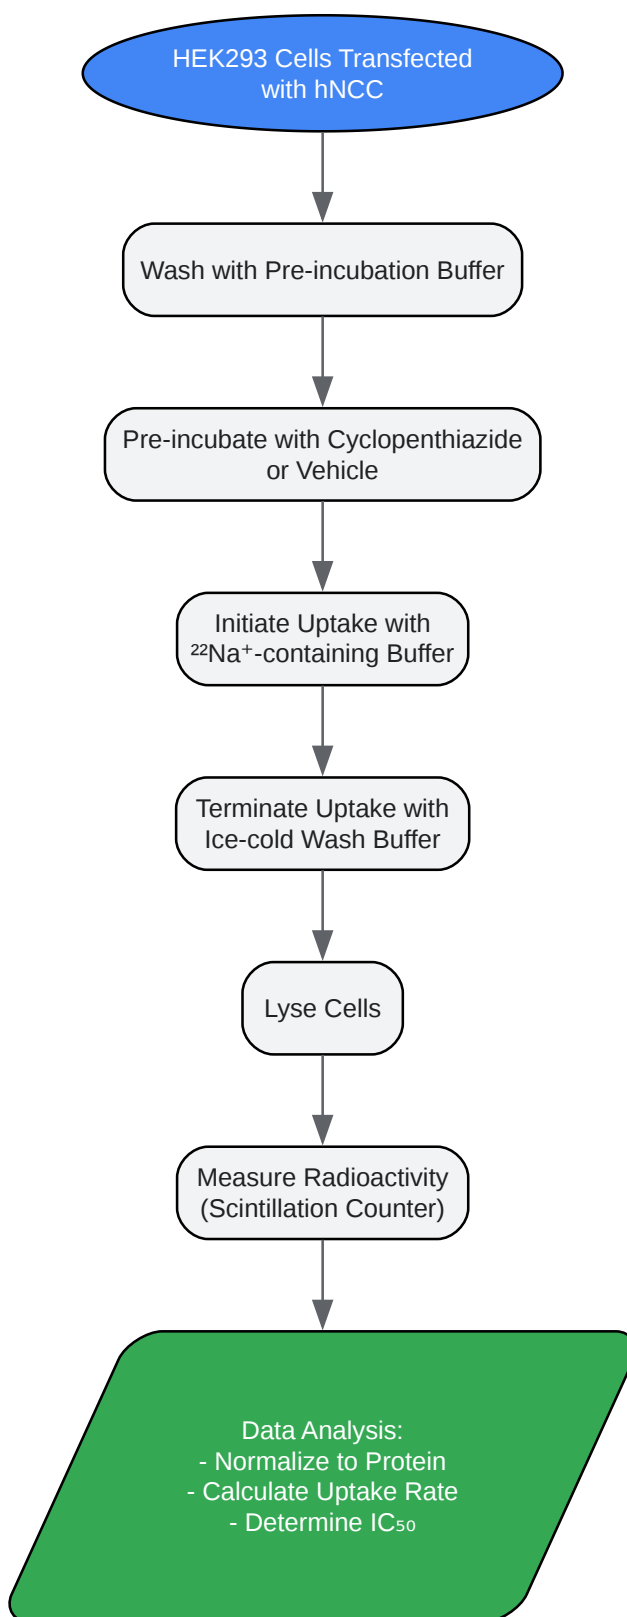 HEK293 Cells Transfected
with hNCC
Wash with Pre-incubation Buffer
Pre-incubate with Cyclopenthiazide
or Vehicle
Initiate Uptake with
²²Na⁺-containing Buffer
Terminate Uptake with
Ice-cold Wash Buffer
Lyse Cells
Measure Radioactivity
(Scintillation Counter)
Data Analysis:
- Normalize to Protein
- Calculate Uptake Rate
- Determine IC₅₀